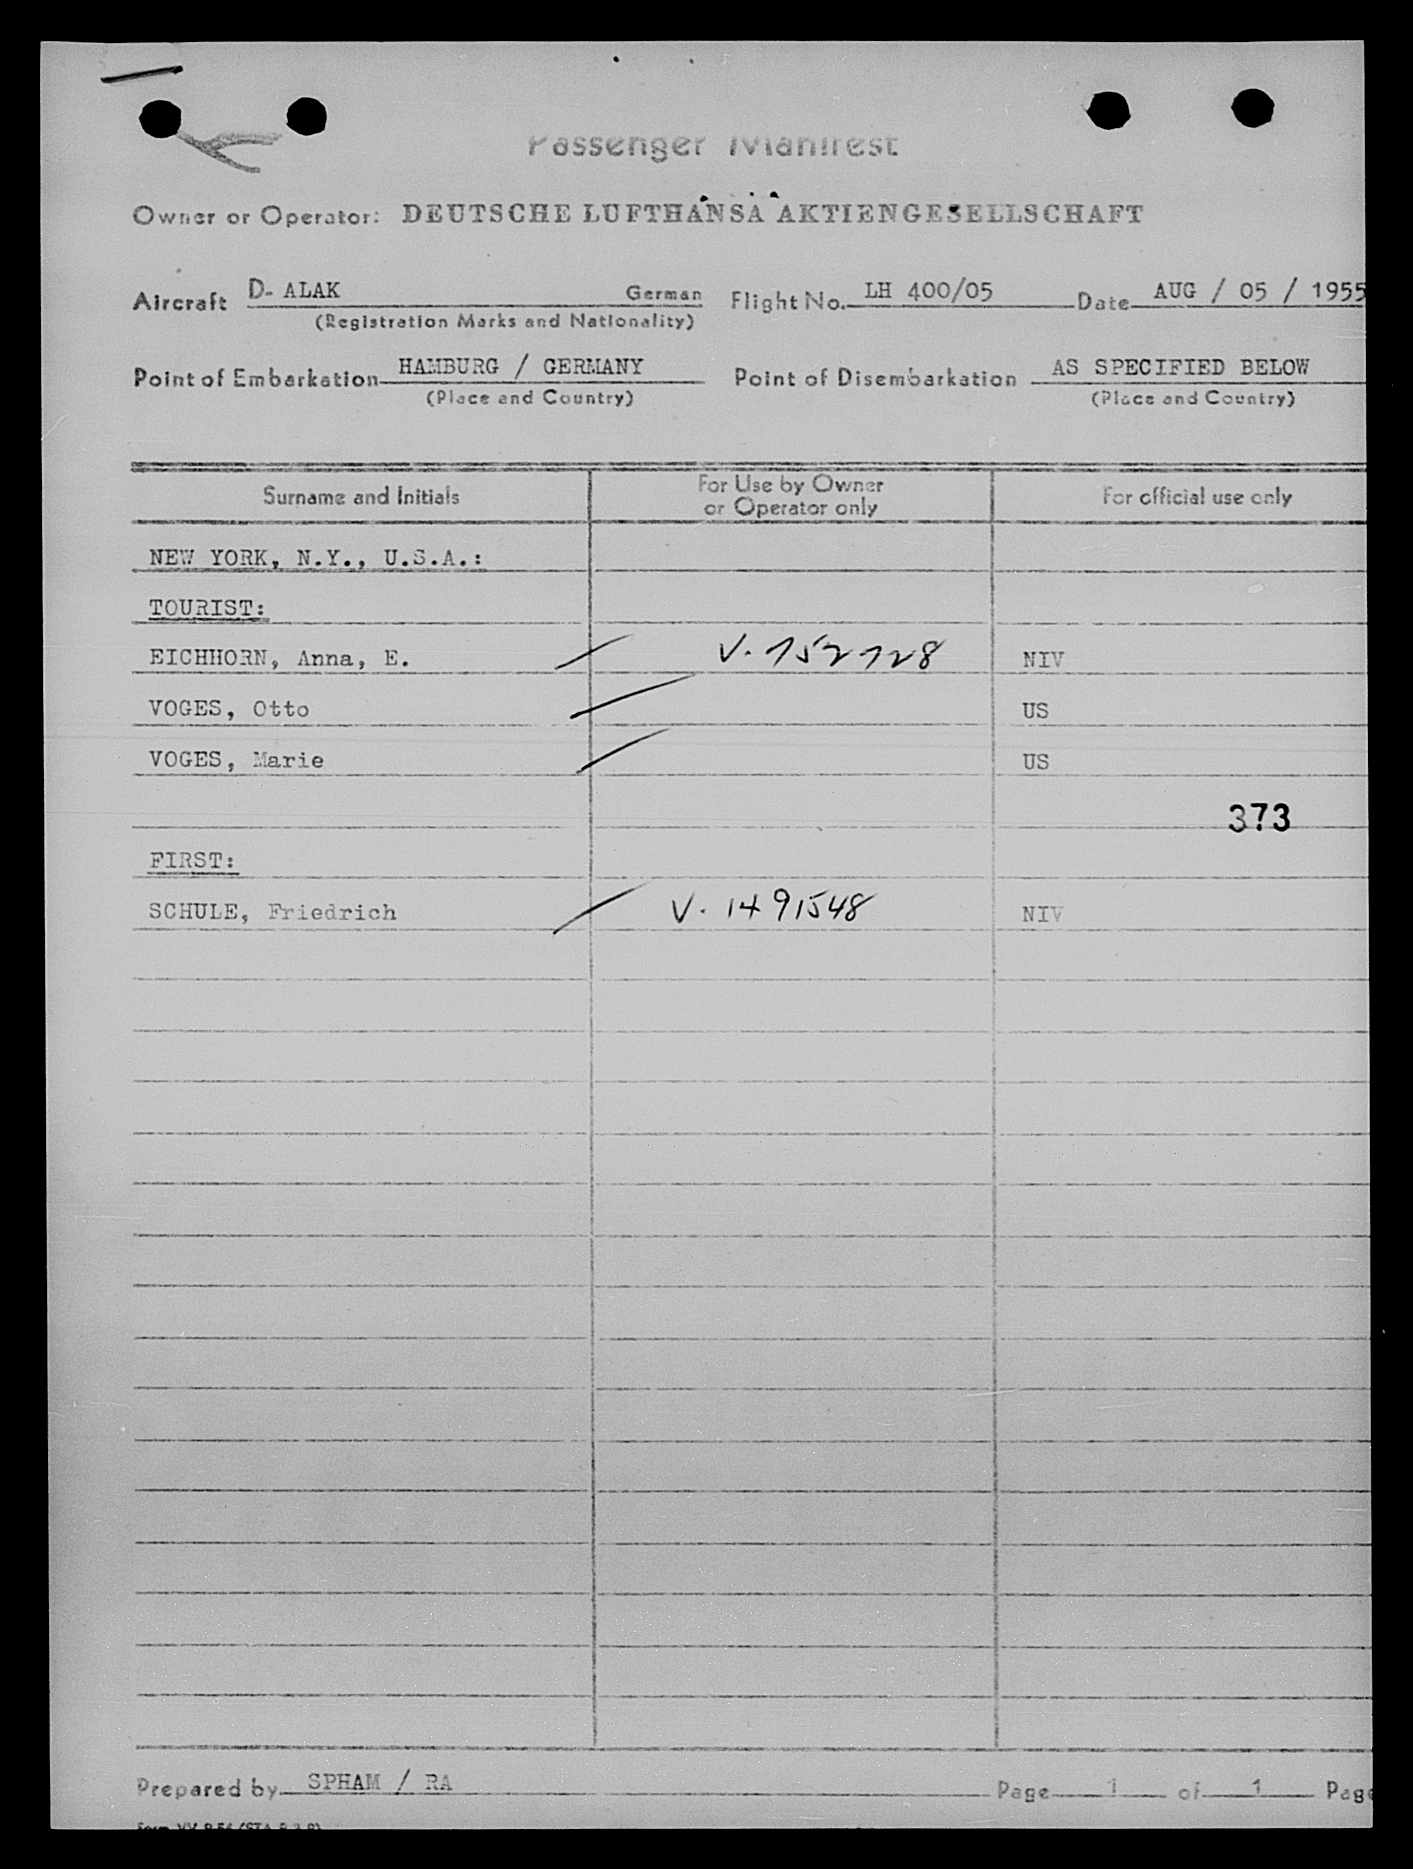 Passenger Manifest
Owner or Operator: DEUTSCHE LUFTHANSA AKTIENGESELLSCHAFT
Aircraft D- ALAK German Flight No. LH 400/05 Date AUG / 05 / 1955
(Registration Marks and Nationality)
Point of Embarkation HAMBURG / GERMANY Point of Disembarkation AS SPECIFIED BELOW
(Place and Country) (Place and Country)
Surname and Initials For Use by Owner or Operator only For official use only
NEW YORK, N.Y., U.S.A.:
TOURIST:
EICHHORN, Anna, E. V. 152128 NIV
VOGES, Otto US
VOGES, Marie US
373
FIRST:
SCHULE, Friedrich V. 1491548 NIV
Prepared by SPHAM / RA Page 1 of 1 Page